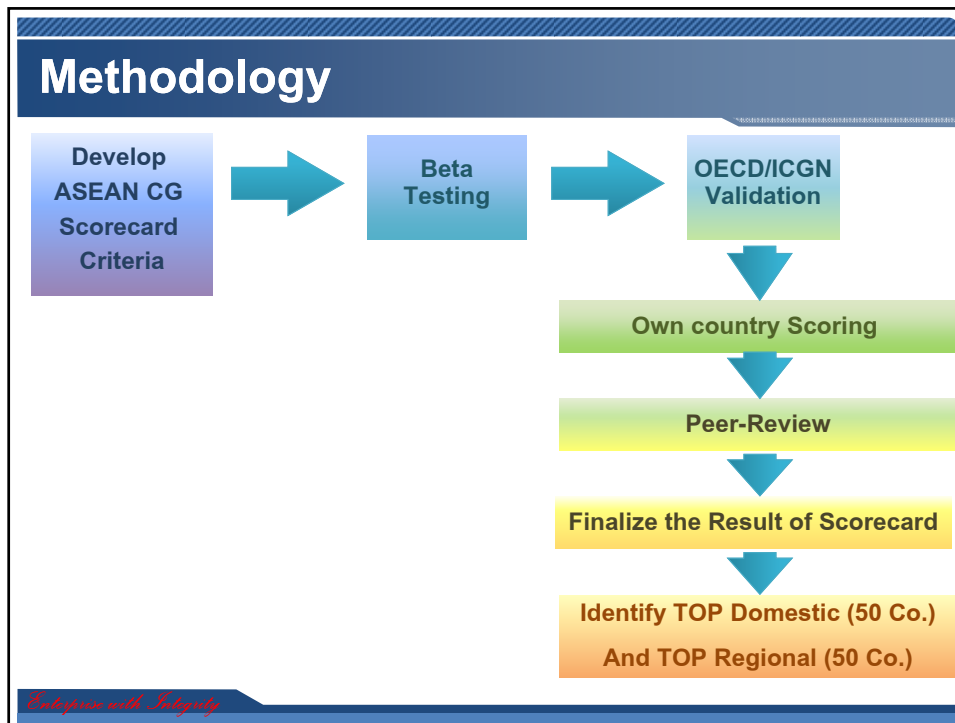 Methodology
Develop
ASEAN CG
Scorecard
Criteria
Beta
Testing
OECD/ICGN
Validation
Own country Scoring
Peer-Review
Finalize the Result of Scorecard
Identify TOP Domestic (50 Co.)
And TOP Regional (50 Co.)
Enterprise with Integrity